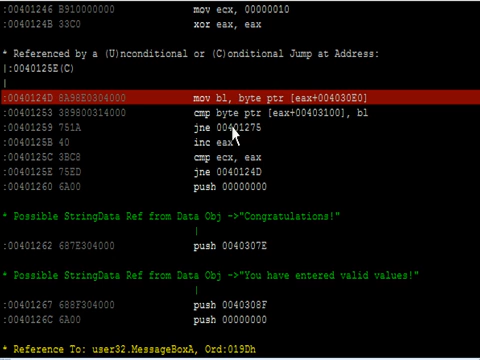 :00401246 B910000000 mov ecx, 00000010
:0040124B 33C0 xor eax, eax
* Referenced by a (U)nconditional or (C)onditional Jump at Address:
|:0040125E(C)
|
:0040124D 8A98E0304000 mov bl, byte ptr [eax+004030E0]
:00401253 389800314000 cmp byte ptr [eax+00403100], bl
:00401259 751A jne 00401275
:0040125B 40 inc eax
:0040125C 3BC8 cmp ecx, eax
:0040125E 75ED jne 0040124D
:00401260 6A00 push 00000000
* Possible StringData Ref from Data Obj ->"Congratulations!"
|
:00401262 687E304000 push 0040307E
* Possible StringData Ref from Data Obj ->"You have entered valid values!"
|
:00401267 688F304000 push 0040308F
:0040126C 6A00 push 00000000
* Reference To: user32.MessageBoxA, Ord:019Dh